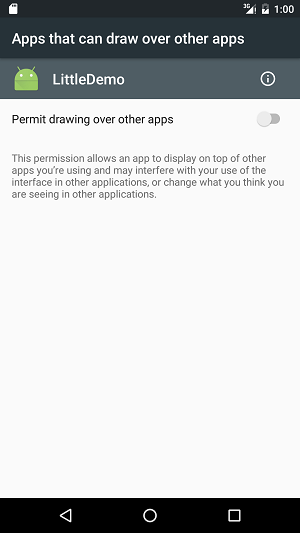 3G 1:00
Apps that can draw over other apps
LittleDemo
Permit drawing over other apps
This permission allows an app to display on top of other
apps you're using and may interfere with your use of the
interface in other applications, or change what you think you
are seeing in other applications.